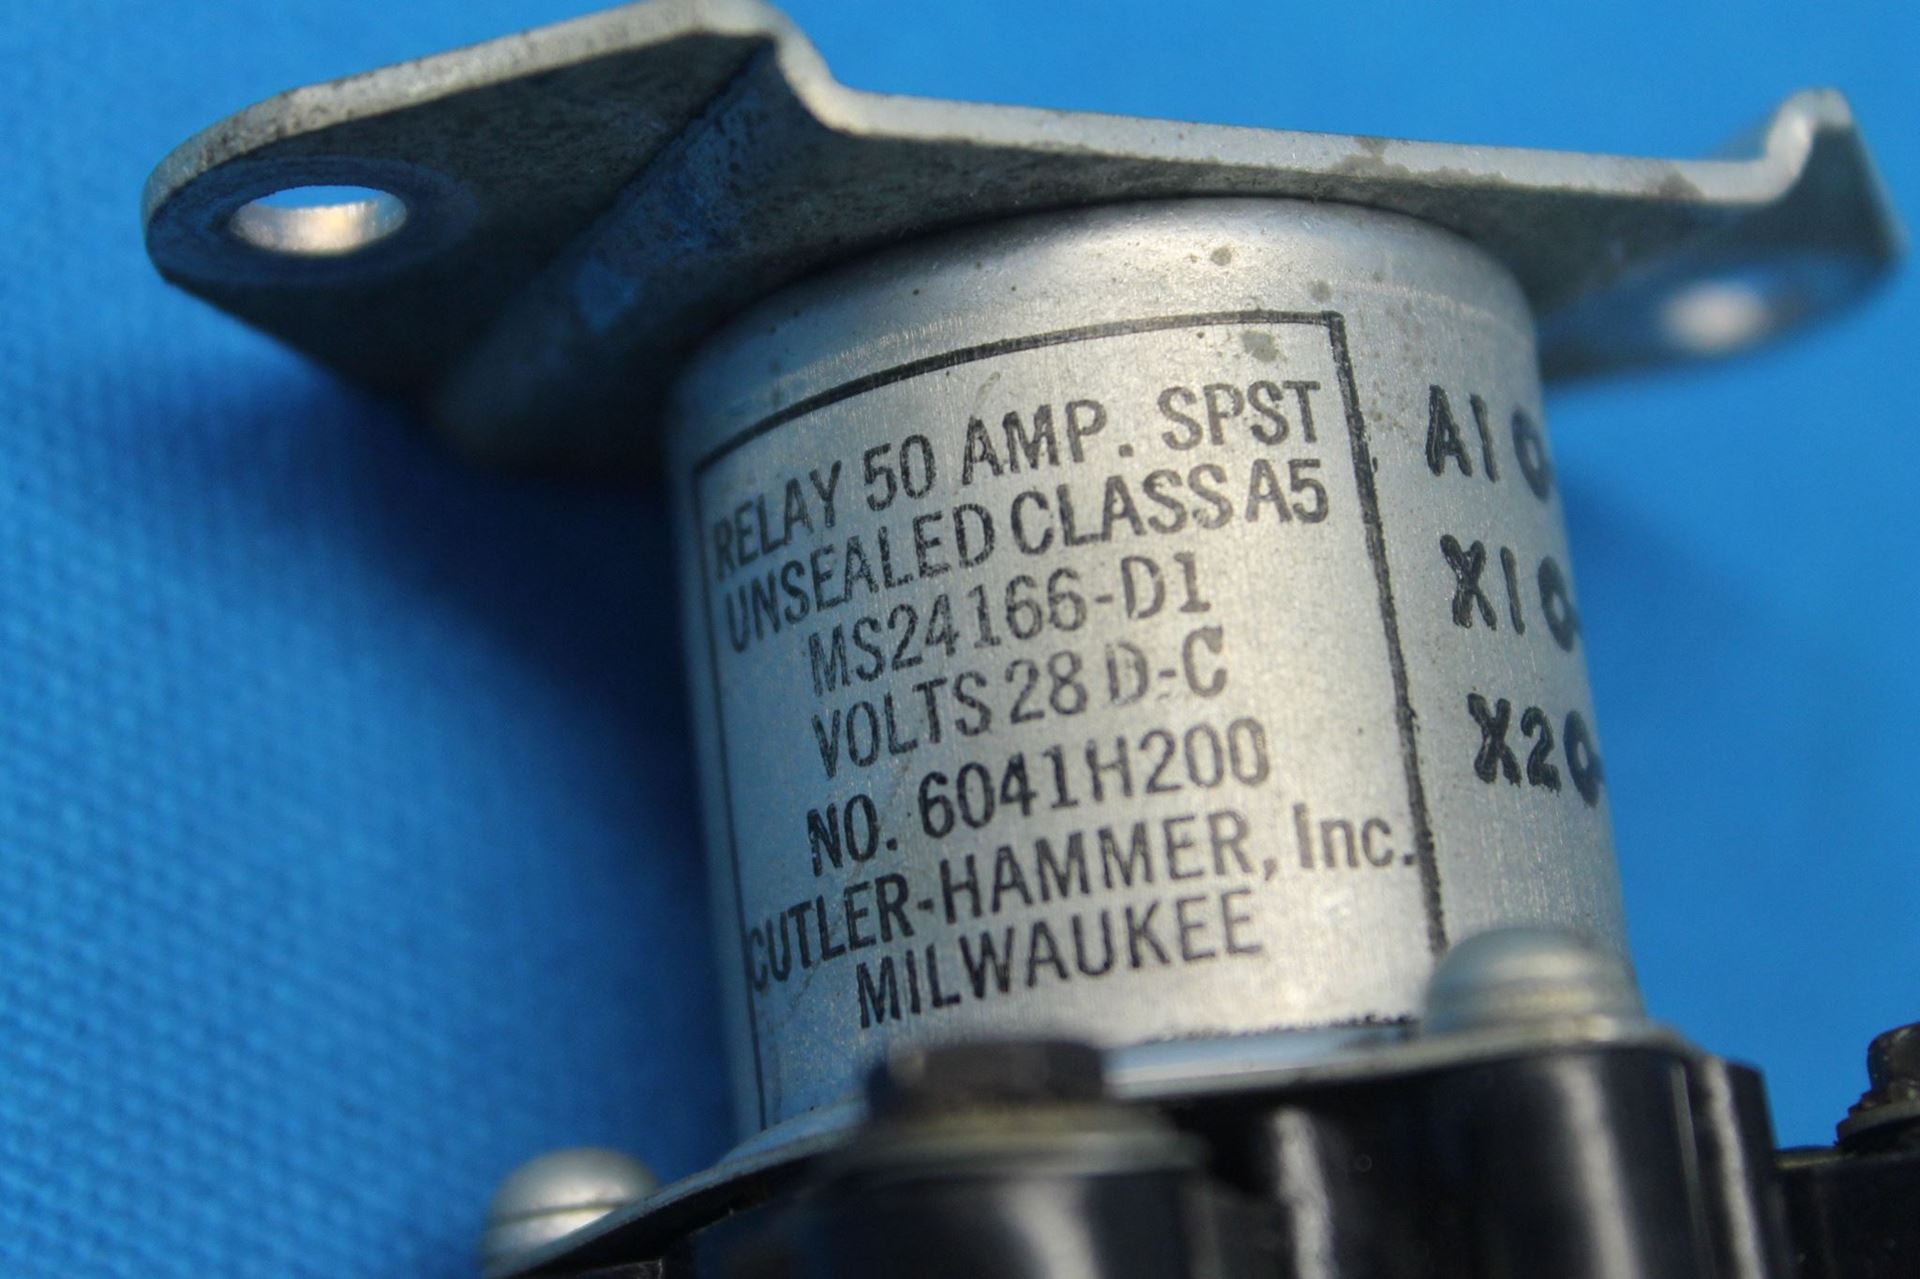 RELAY 50 AMP. SPST
UNSEALED CLASS A5
MS24166-D1
VOLTS 28 D-C
NO. 6041H200
CUTLER-HAMMER, Inc.
MILWAUKEE
A1
X1
X2